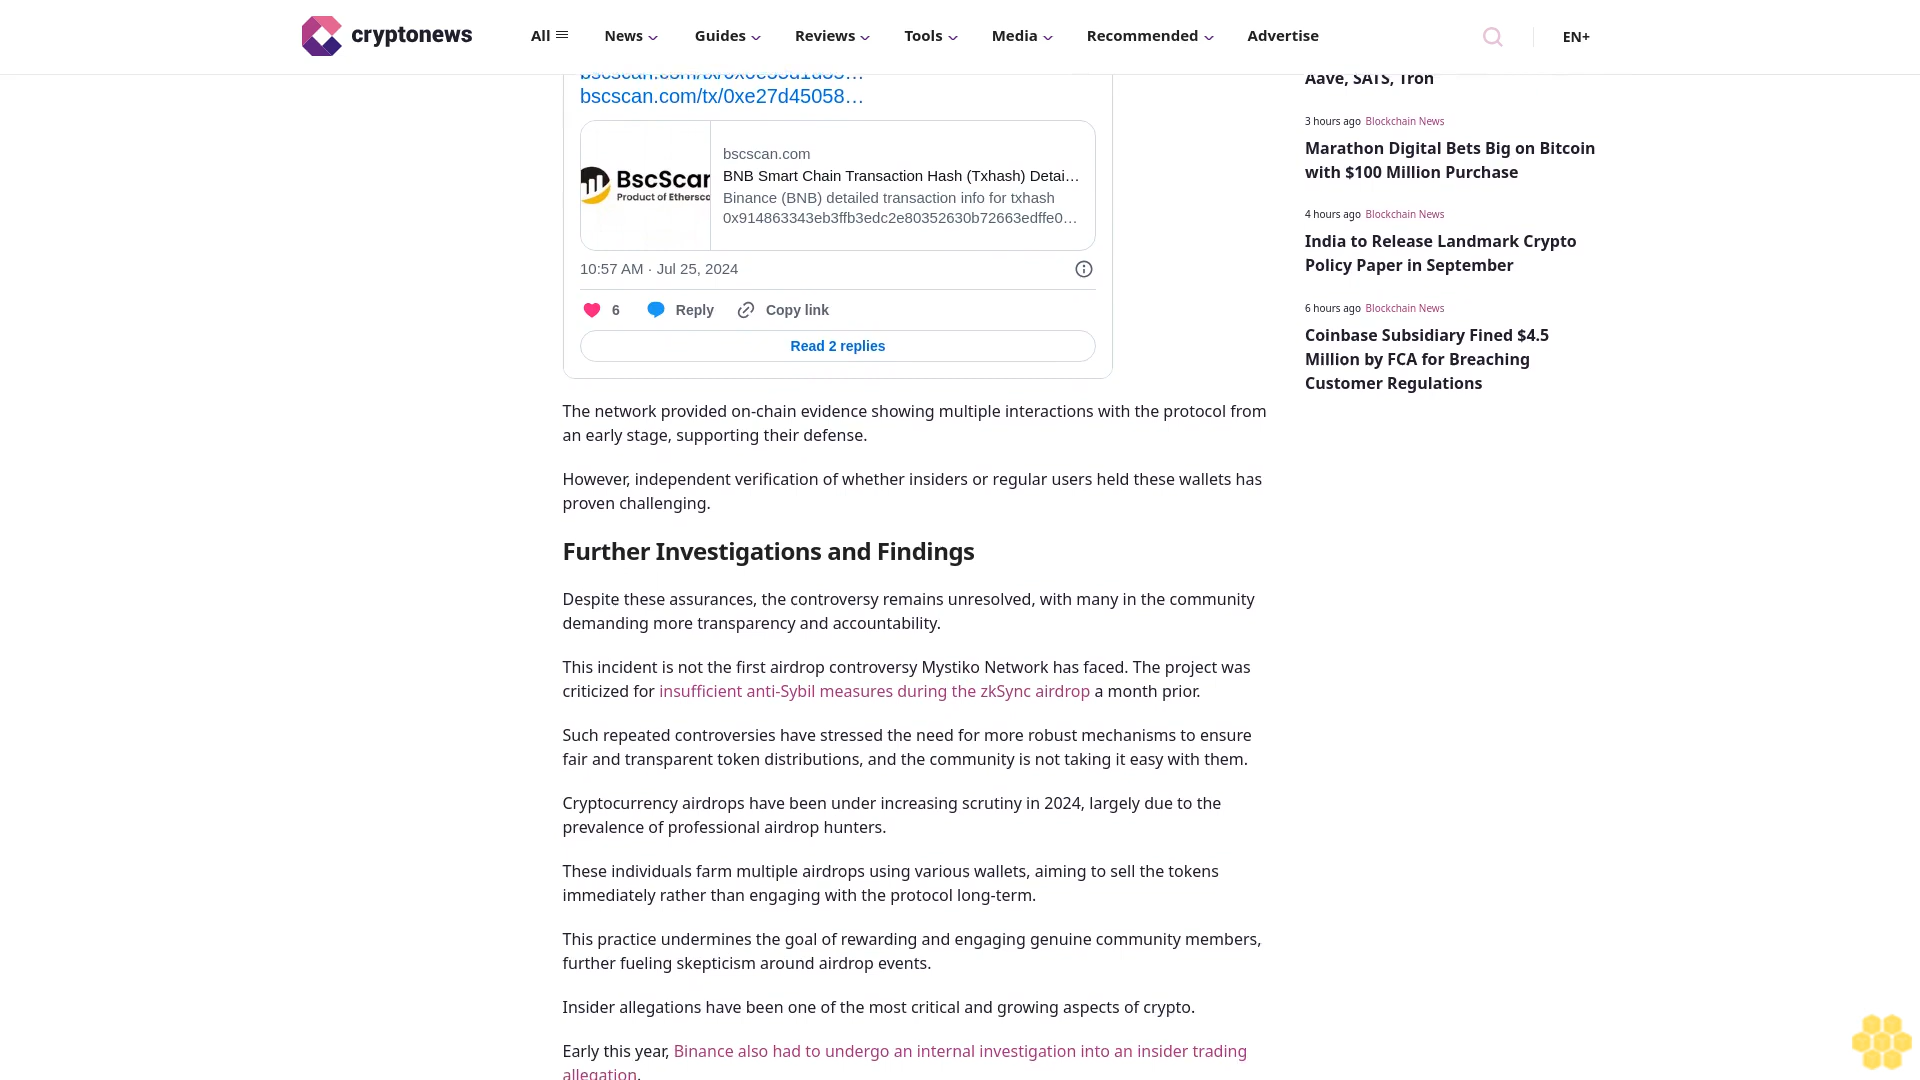 cryptonews
All
News
Guides
Reviews
Tools
Media
Recommended
Advertise
EN+
bscscan.com/tx/0xe27d45058…
BscScan
Product of Ethersca
bscscan.com
BNB Smart Chain Transaction Hash (Txhash) Detai…
Binance (BNB) detailed transaction info for txhash
0x914863343eb3ffb3edc2e80352630b72663edffe0…
10:57 AM · Jul 25, 2024
6
Reply
Copy link
Read 2 replies
The network provided on-chain evidence showing multiple interactions with the protocol from
an early stage, supporting their defense.
However, independent verification of whether insiders or regular users held these wallets has
proven challenging.
Further Investigations and Findings
Despite these assurances, the controversy remains unresolved, with many in the community
demanding more transparency and accountability.
This incident is not the first airdrop controversy Mystiko Network has faced. The project was
criticized for insufficient anti-Sybil measures during the zkSync airdrop a month prior.
Such repeated controversies have stressed the need for more robust mechanisms to ensure
fair and transparent token distributions, and the community is not taking it easy with them.
Cryptocurrency airdrops have been under increasing scrutiny in 2024, largely due to the
prevalence of professional airdrop hunters.
These individuals farm multiple airdrops using various wallets, aiming to sell the tokens
immediately rather than engaging with the protocol long-term.
This practice undermines the goal of rewarding and engaging genuine community members,
further fueling skepticism around airdrop events.
Insider allegations have been one of the most critical and growing aspects of crypto.
Early this year, Binance also had to undergo an internal investigation into an insider trading
allegation.
Aave, SATS, Tron
3 hours ago Blockchain News
Marathon Digital Bets Big on Bitcoin
with $100 Million Purchase
4 hours ago Blockchain News
India to Release Landmark Crypto
Policy Paper in September
6 hours ago Blockchain News
Coinbase Subsidiary Fined $4.5
Million by FCA for Breaching
Customer Regulations